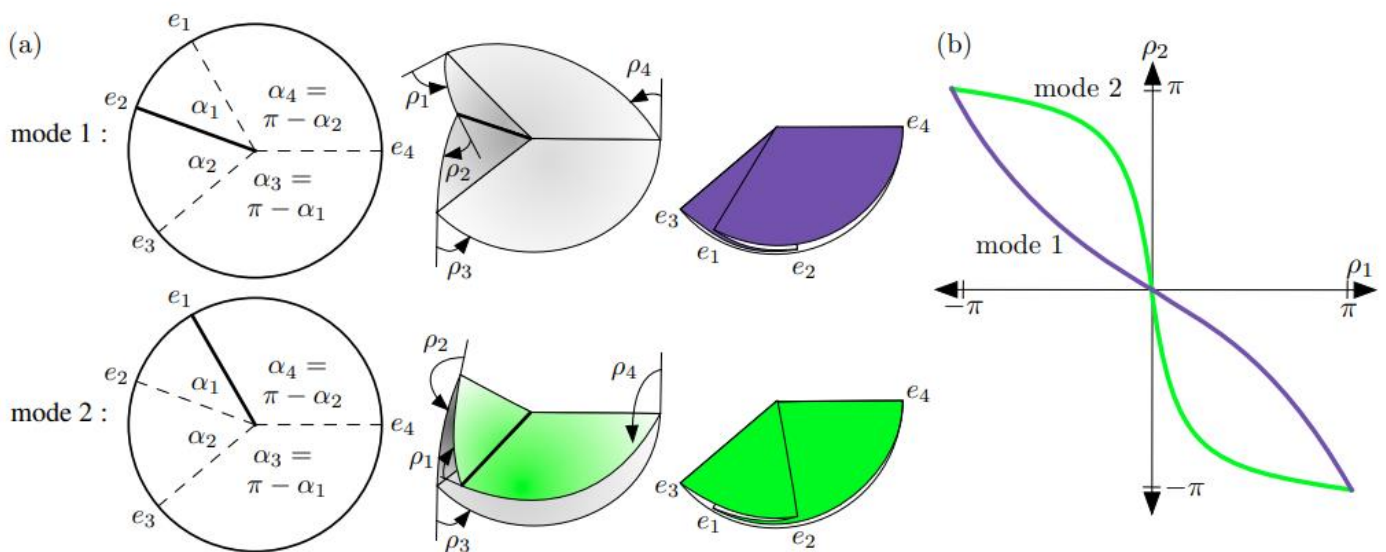 (a)
mode 1 :
e₁
e₂
e₃
e₄
α₁
α₂
α₄ =
π − α₂
α₃ =
π − α₁
ρ₁
ρ₂
ρ₃
ρ₄
e₄
e₃
e₁
e₂
mode 2 :
e₁
e₂
e₃
e₄
α₁
α₂
α₄ =
π − α₂
α₃ =
π − α₁
ρ₂
ρ₄
ρ₁
ρ₃
e₄
e₃
e₁
e₂
(b)
ρ₂
π
mode 2
mode 1
ρ₁
−π
π
−π